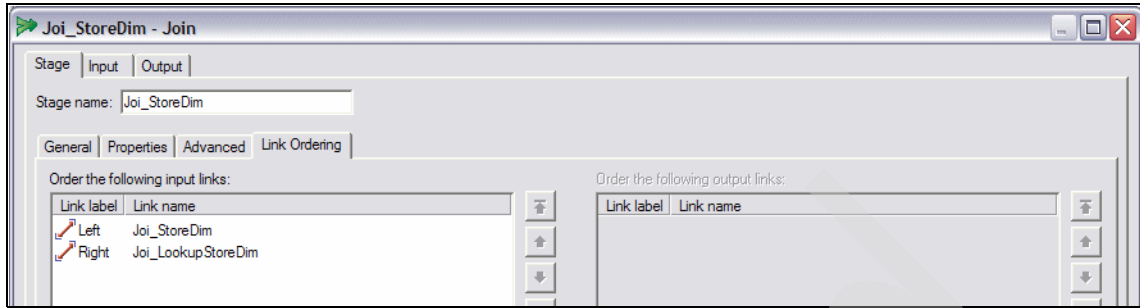 Joi_StoreDim - Join
Stage Input Output
Stage name: Joi_StoreDim
General Properties Advanced Link Ordering
Order the following input links: Order the following output links:
Link label Link name Link label Link name
Left Joi_StoreDim
Right Joi_LookupStoreDim